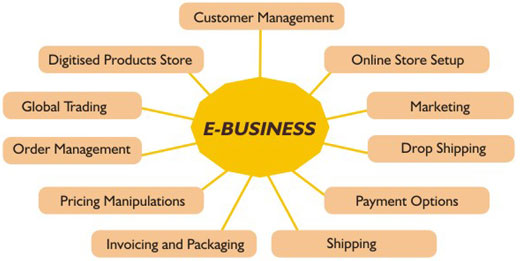 Customer Management
Digitised Products Store
Online Store Setup
Global Trading
Marketing
E-BUSINESS
Order Management
Drop Shipping
Pricing Manipulations
Payment Options
Invoicing and Packaging
Shipping